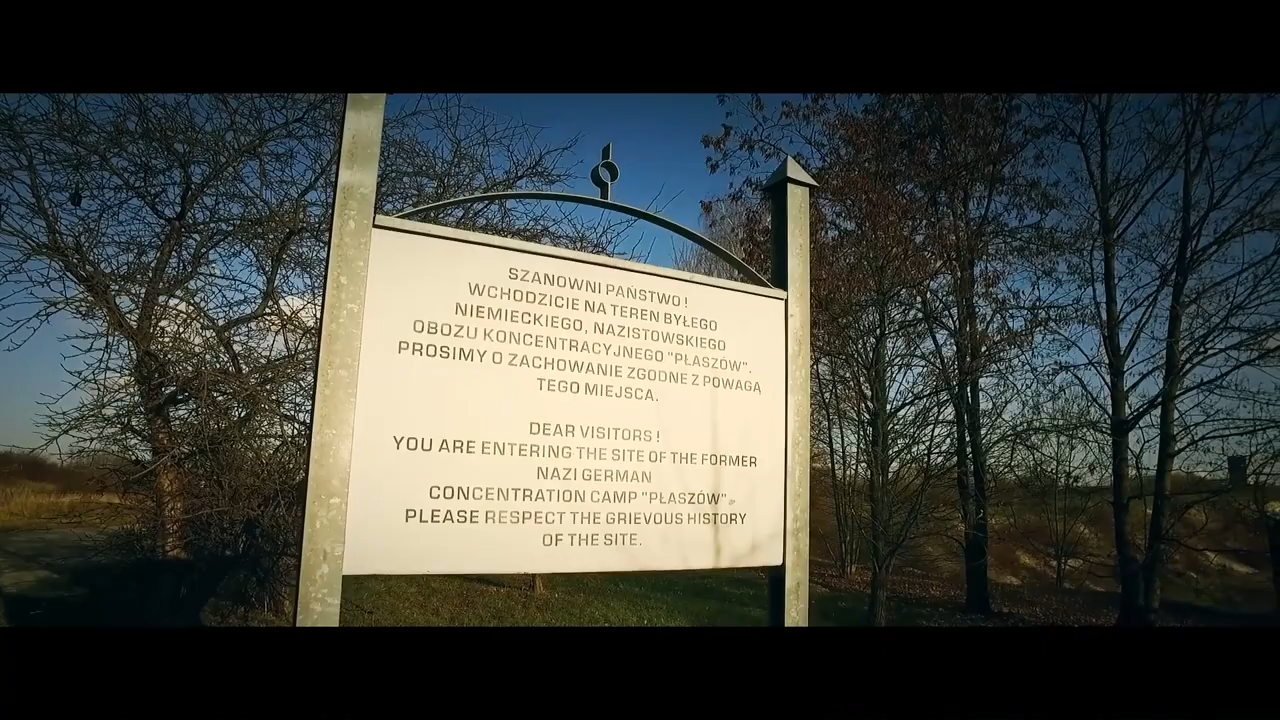 SZANOWNI PAŃSTWO !
WCHODZICIE NA TEREN BYŁEGO
NIEMIECKIEGO, NAZISTOWSKIEGO
OBOZU KONCENTRACYJNEGO "PŁASZÓW".
PROSIMY O ZACHOWANIE ZGODNE Z POWAGĄ
TEGO MIEJSCA.
DEAR VISITORS !
YOU ARE ENTERING THE SITE OF THE FORMER
NAZI GERMAN
CONCENTRATION CAMP "PŁASZÓW".
PLEASE RESPECT THE GRIEVOUS HISTORY
OF THE SITE.